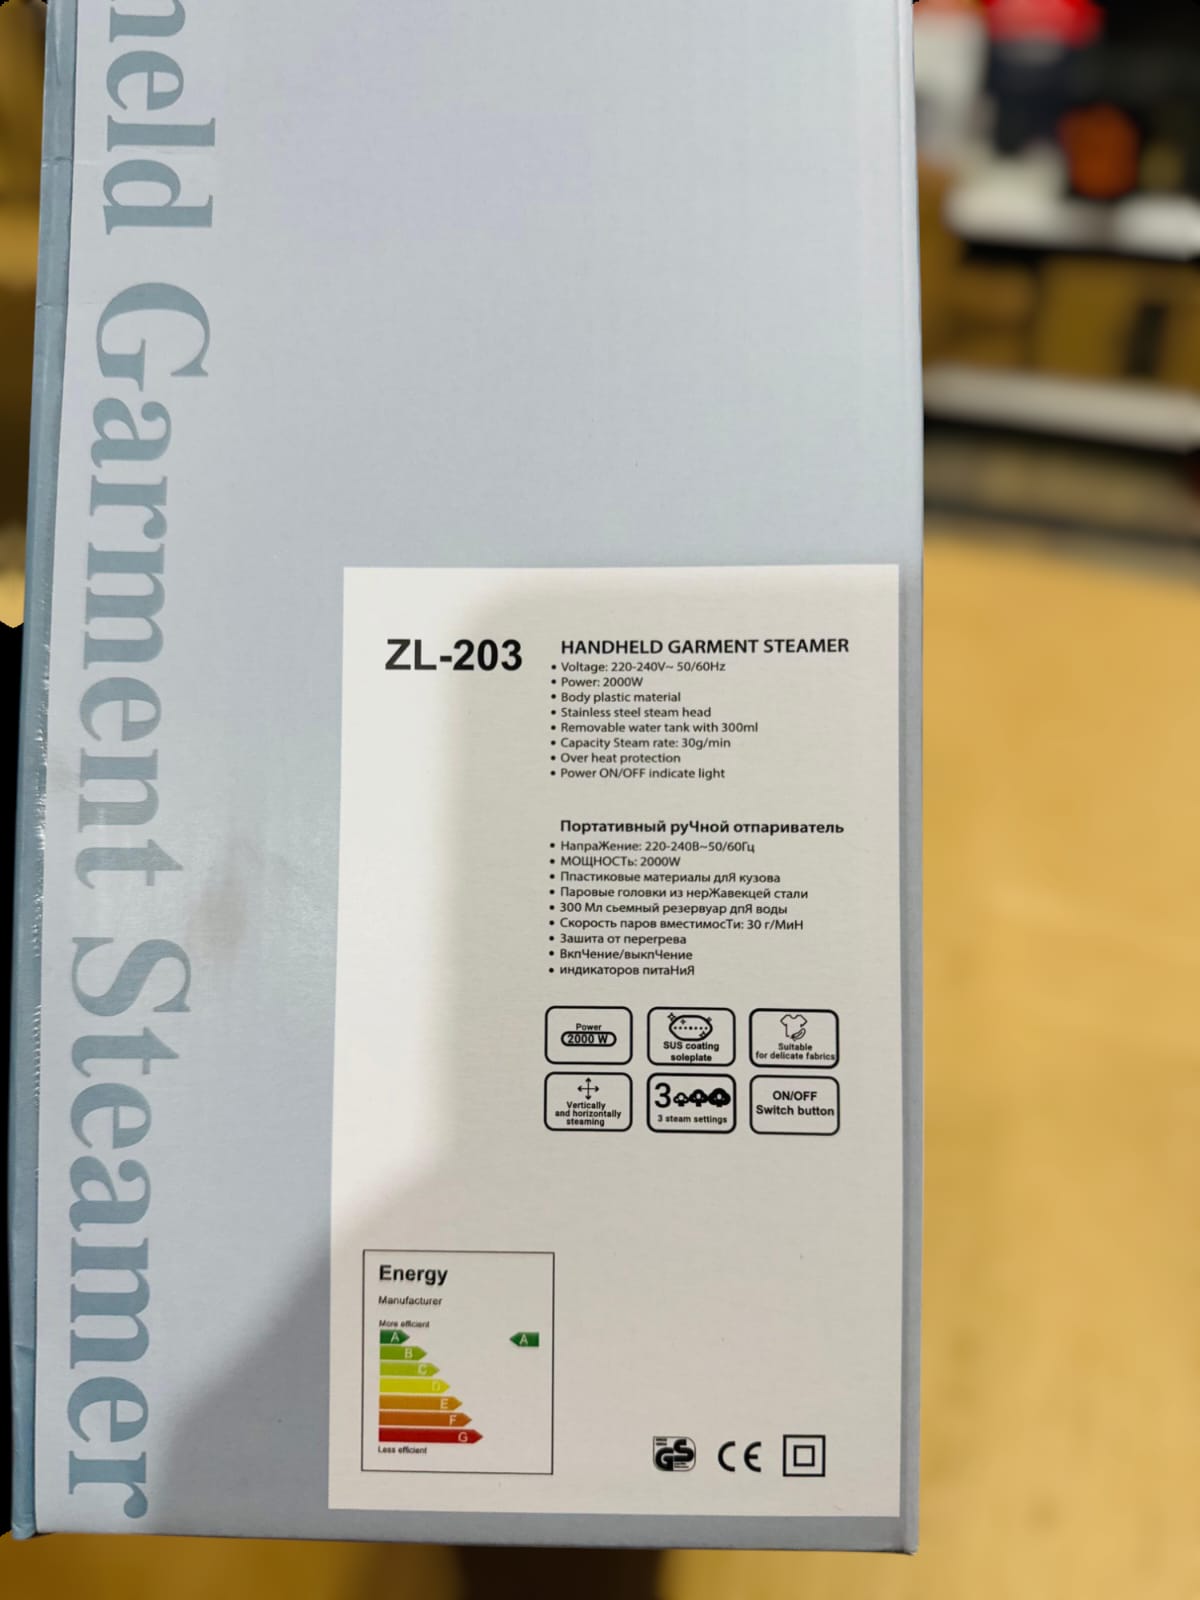 held Garment Steamer
ZL-203
HANDHELD GARMENT STEAMER
• Voltage: 220-240V~ 50/60Hz
• Power: 2000W
• Body plastic material
• Stainless steel steam head
• Removable water tank with 300ml
• Capacity Steam rate: 30g/min
• Over heat protection
• Power ON/OFF indicate light
Портативный руЧной отпариватель
• НапраЖение: 220-240В~50/60Гц
• МОЩНОСТЬ: 2000W
• Ппастиковые материалы дпЯ кузова
• Паровые головки из нерЖавекцей стали
• 300 Мл сьемный резервуар дпЯ воды
• Скорость паров вместимосТи: 30 г/МиН
• Зашита от перегрева
• ВкпЧение/выкпЧение
• индикаторов питаНиЯ
Power
2000 W
SUS coating
soleplate
Suitable
for delicate fabrics
Vertically
and horizontally
steaming
3
3 steam settings
ON/OFF
Switch button
Energy
Manufacturer
More efficient
A
A
B
C
D
E
F
G
Less efficient
GS
CE